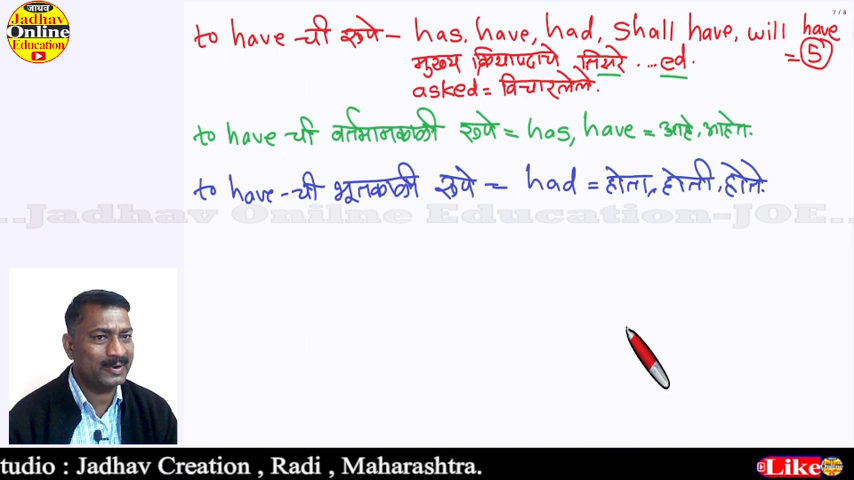 जाधव
Jadhav
Online
Education
2/8
to have ची रूपे - has, have, had, shall have, will have
= 5
मुख्य क्रियापदाचे तिसरे ....ed.
asked = विचारलेले.
to have ची वर्तमानकाळी रूपे = has, have = आहे, आहेत.
to have-ची भूतकाळी रूपे = had = होता, होती, होते.
..Jadhav Online Education-JOE..
tudio : Jadhav Creation , Radi , Maharashtra.
Like